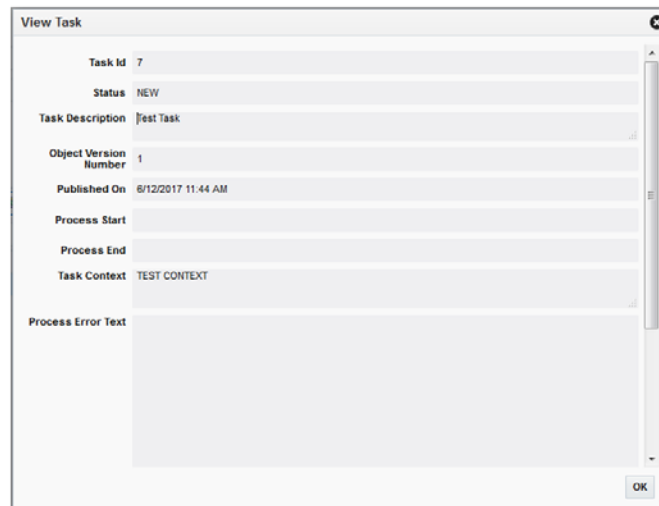 View Task
Task Id 7
Status NEW
Task Description Test Task
Object Version
Number 1
Published On 6/12/2017 11:44 AM
Process Start
Process End
Task Context TEST CONTEXT
Process Error Text
OK